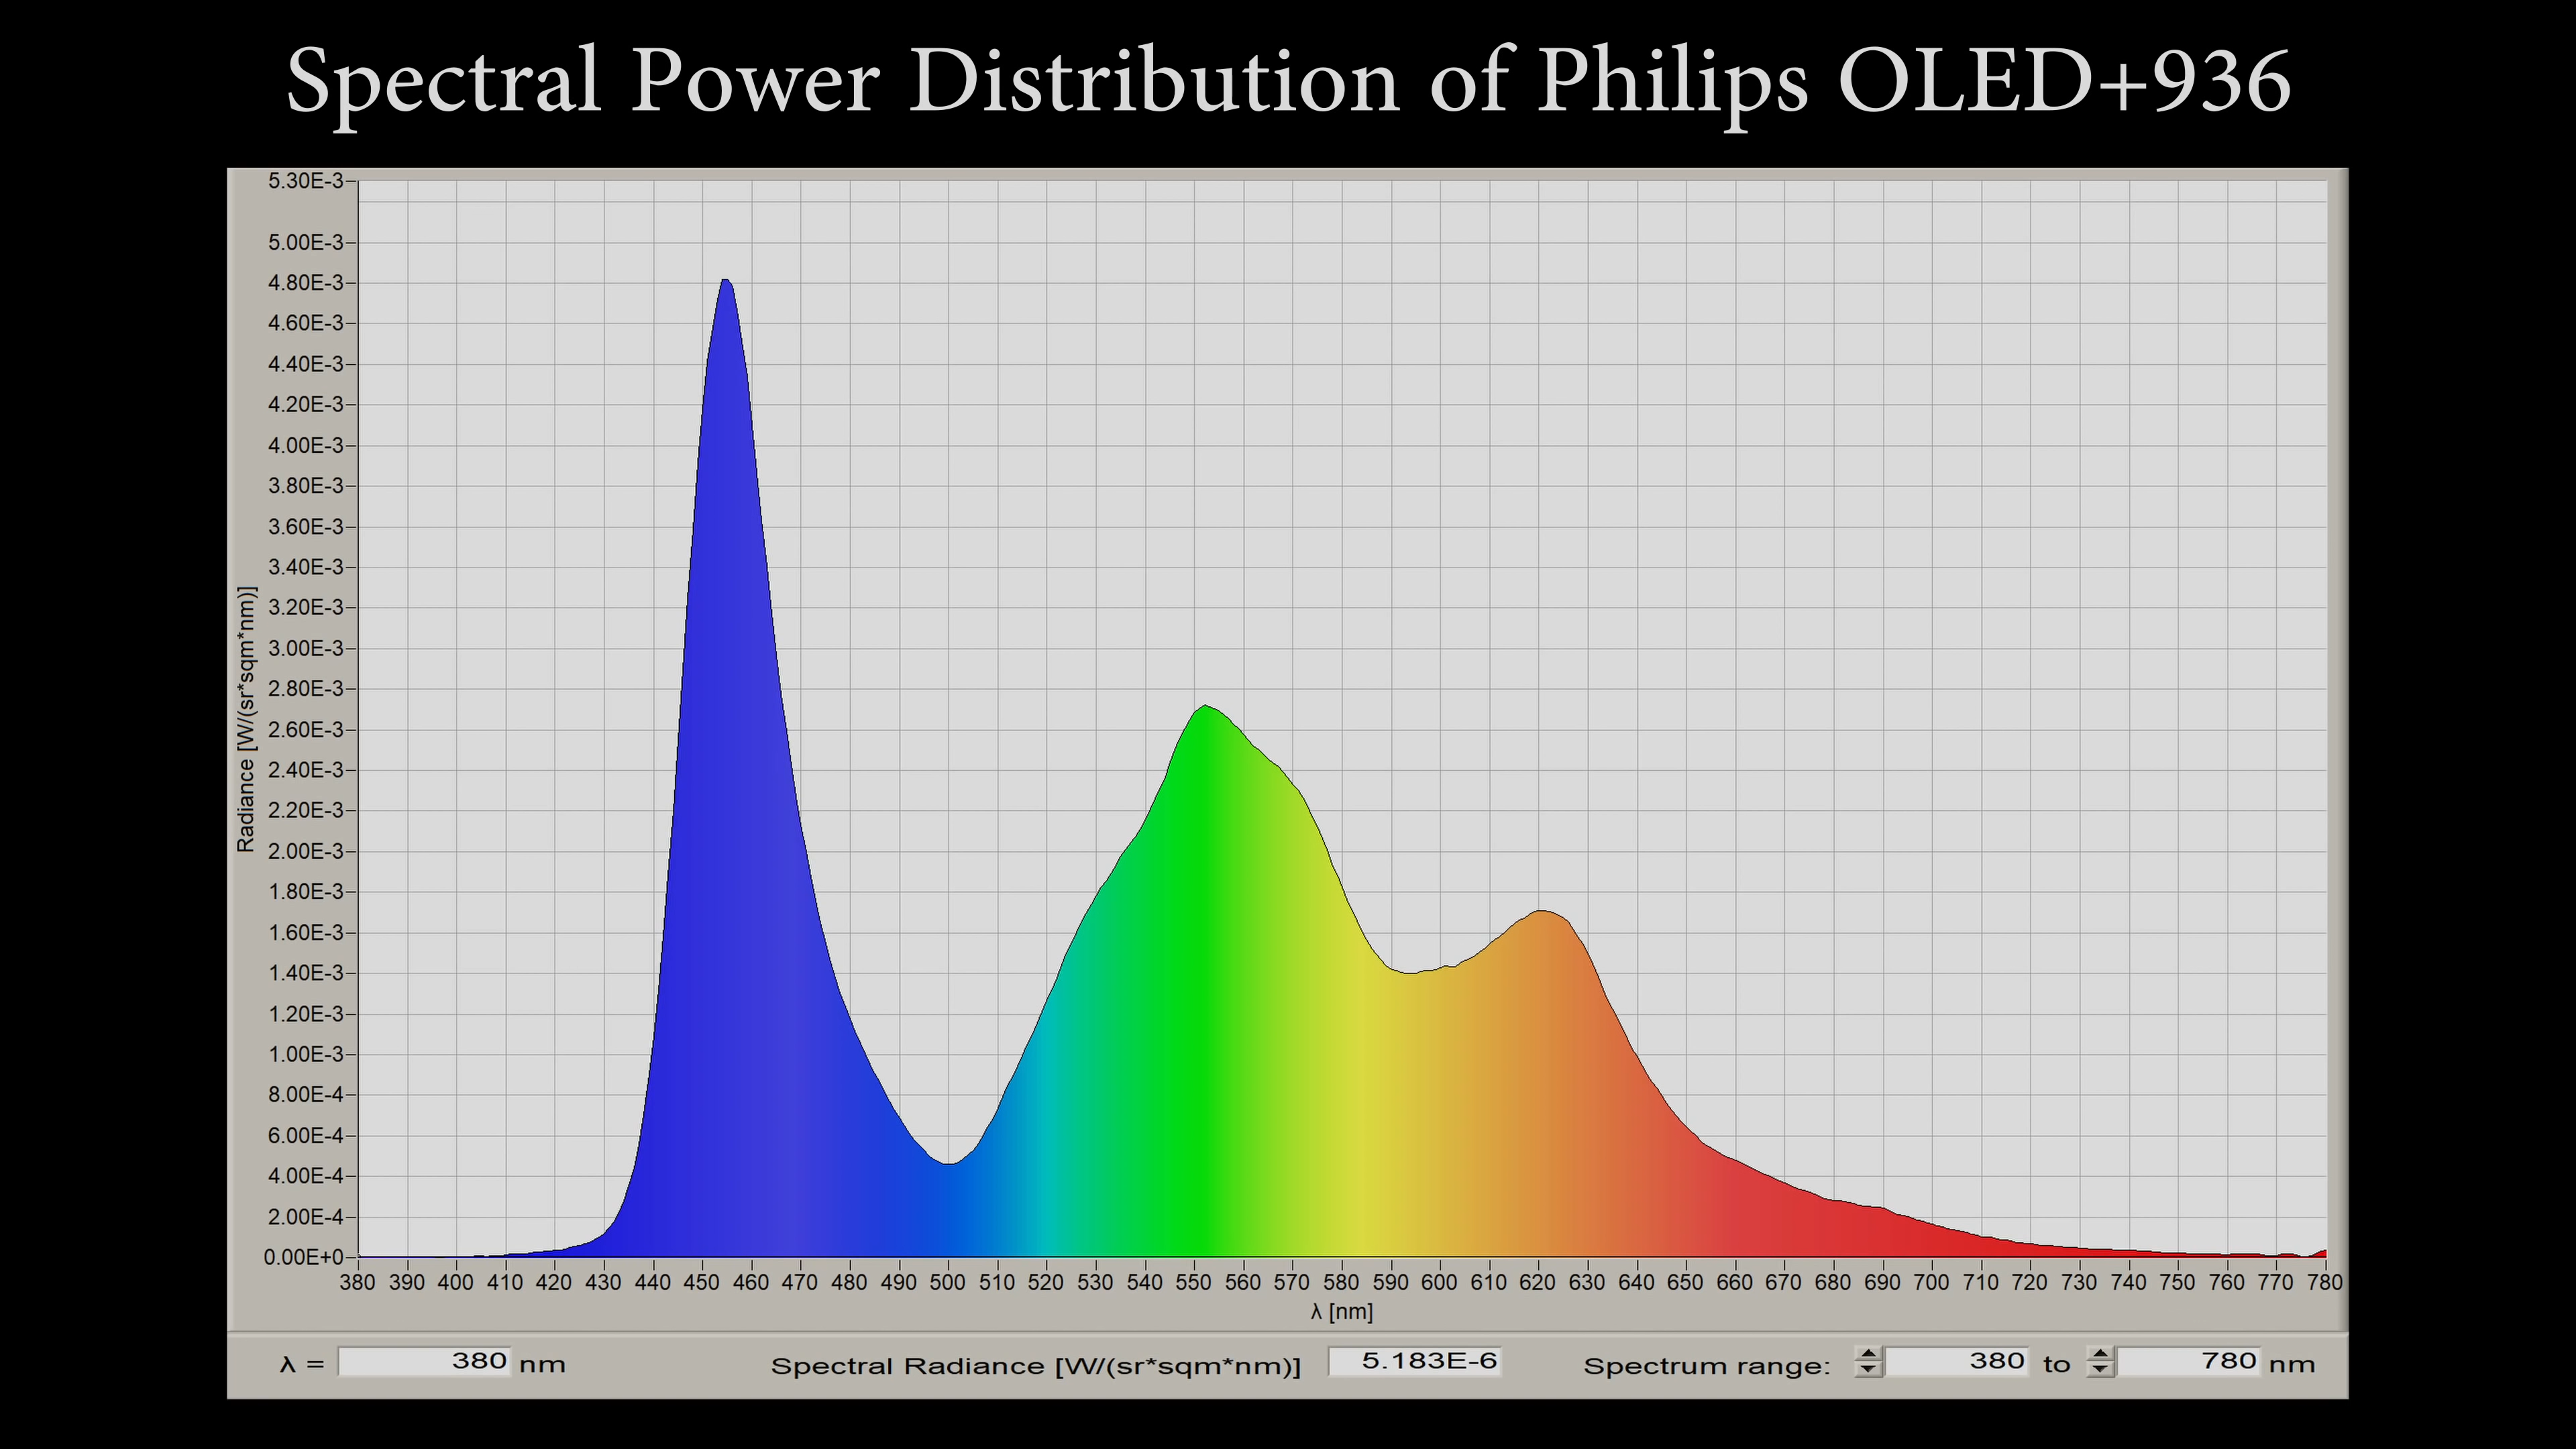 Spectral Power Distribution of Philips OLED+936
5.30E-3
5.00E-3
4.80E-3
4.60E-3
4.40E-3
4.20E-3
4.00E-3
3.80E-3
3.60E-3
3.40E-3
3.20E-3
3.00E-3
2.80E-3
2.60E-3
2.40E-3
2.20E-3
2.00E-3
1.80E-3
1.60E-3
1.40E-3
1.20E-3
1.00E-3
8.00E-4
6.00E-4
4.00E-4
2.00E-4
0.00E+0
Radiance [W/(sr*sqm*nm)]
380 390 400 410 420 430 440 450 460 470 480 490 500 510 520 530 540 550 560 570 580 590 600 610 620 630 640 650 660 670 680 690 700 710 720 730 740 750 760 770 780
λ [nm]
λ = 380 nm Spectral Radiance [W/(sr*sqm*nm)] 5.183E-6 Spectrum range: 380 to 780 nm